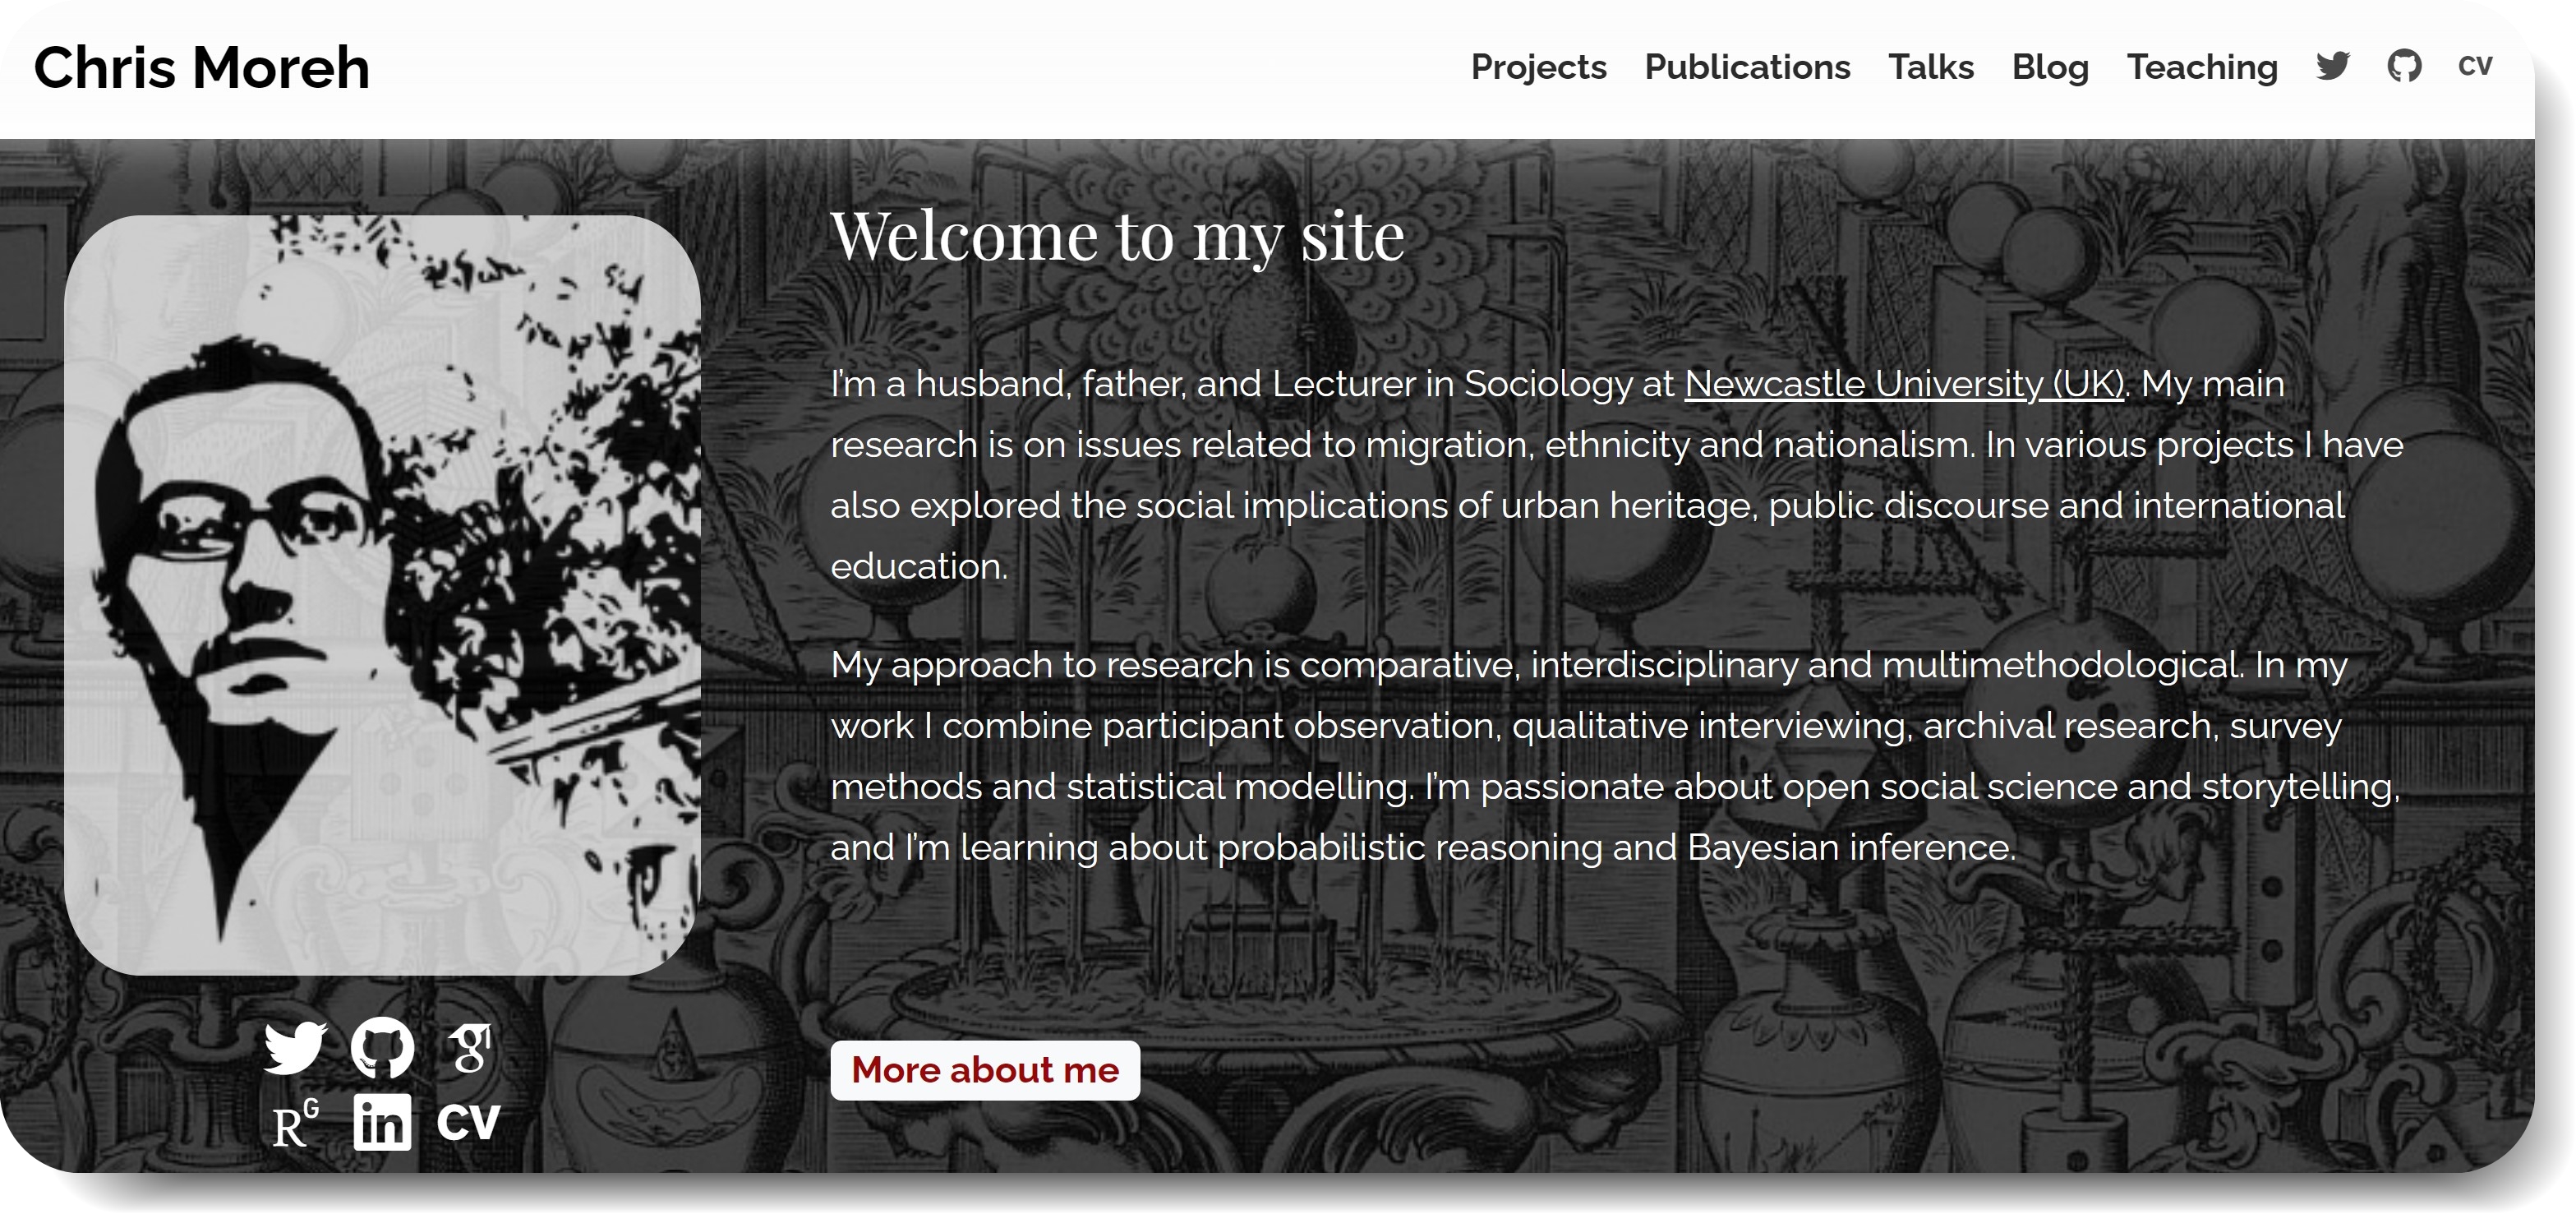 Chris Moreh
Projects Publications Talks Blog Teaching CV
Welcome to my site
I'm a husband, father, and Lecturer in Sociology at Newcastle University (UK). My main
research is on issues related to migration, ethnicity and nationalism. In various projects I have
also explored the social implications of urban heritage, public discourse and international
education.
My approach to research is comparative, interdisciplinary and multimethodological. In my
work I combine participant observation, qualitative interviewing, archival research, survey
methods and statistical modelling. I'm passionate about open social science and storytelling,
and I'm learning about probabilistic reasoning and Bayesian inference.
More about me
g
RG in CV